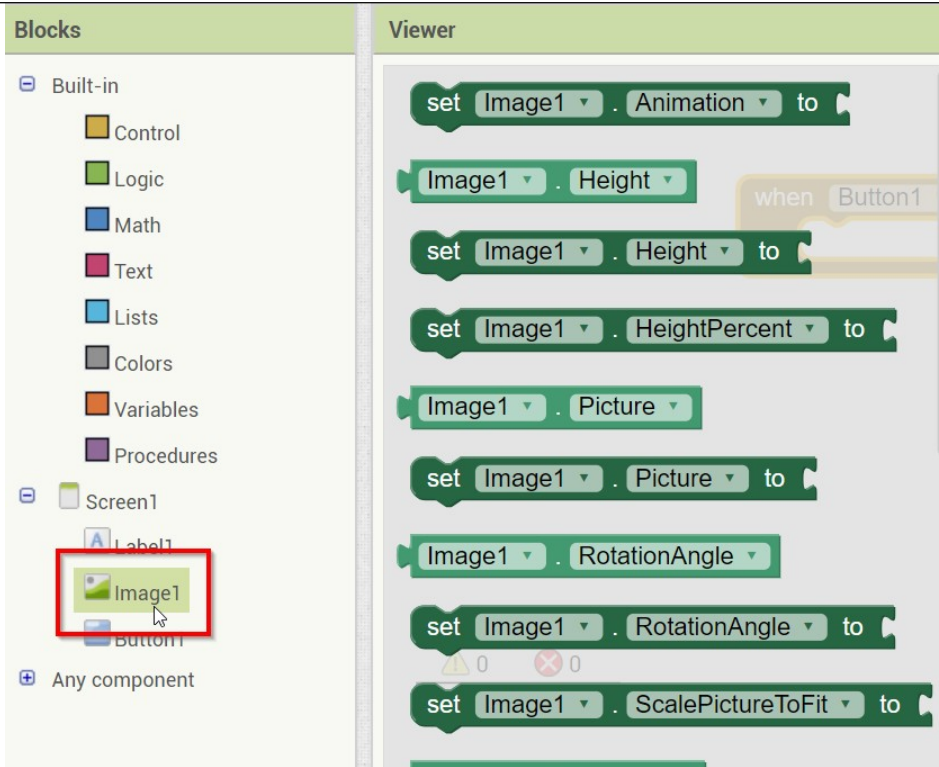 Blocks
Built-in
Control
Logic
Math
Text
Lists
Colors
Variables
Procedures
Screen1
Label1
Image1
Button1
Any component
Viewer
set Image1 . Animation to
Image1 . Height
when Button1
set Image1 . Height to
set Image1 . HeightPercent to
Image1 . Picture
set Image1 . Picture to
Image1 . RotationAngle
set Image1 . RotationAngle to
0 0
set Image1 . ScalePictureToFit to